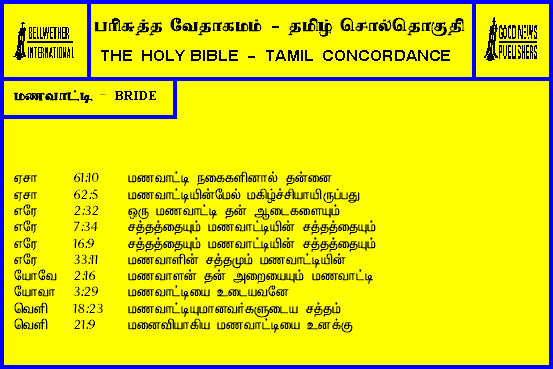 BELLWETHER INTERNATIONAL
பரிசுத்த வேதாகமம் - தமிழ் சொல்தொகுதி
THE HOLY BIBLE - TAMIL CONCORDANCE
GOOD NEWS PUBLISHERS
மணவாட்டி - BRIDE
ஏசா 61:10 மணவாட்டி நகைகளினால் தன்னை
ஏசா 62:5 மணவாட்டியின்மேல் மகிழ்ச்சியாயிருப்பது
எரே 2:32 ஒரு மணவாட்டி தன் ஆடைகளையும்
எரே 7:34 சத்தத்தையும் மணவாட்டியின் சத்தத்தையும்
எரே 16:9 சத்தத்தையும் மணவாட்டியின் சத்தத்தையும்
எரே 33:11 மணவாளின் சத்தமும் மணவாட்டியின்
யோவே 2:16 மணவாளன் தன் அறையையும் மணவாட்டி
யோவா 3:29 மணவாட்டியை உடையவனே
வெளி 18:23 மணவாட்டியுமானவர்களுடைய சத்தம்
வெளி 21:9 மனைவியாகிய மணவாட்டியை உனக்கு